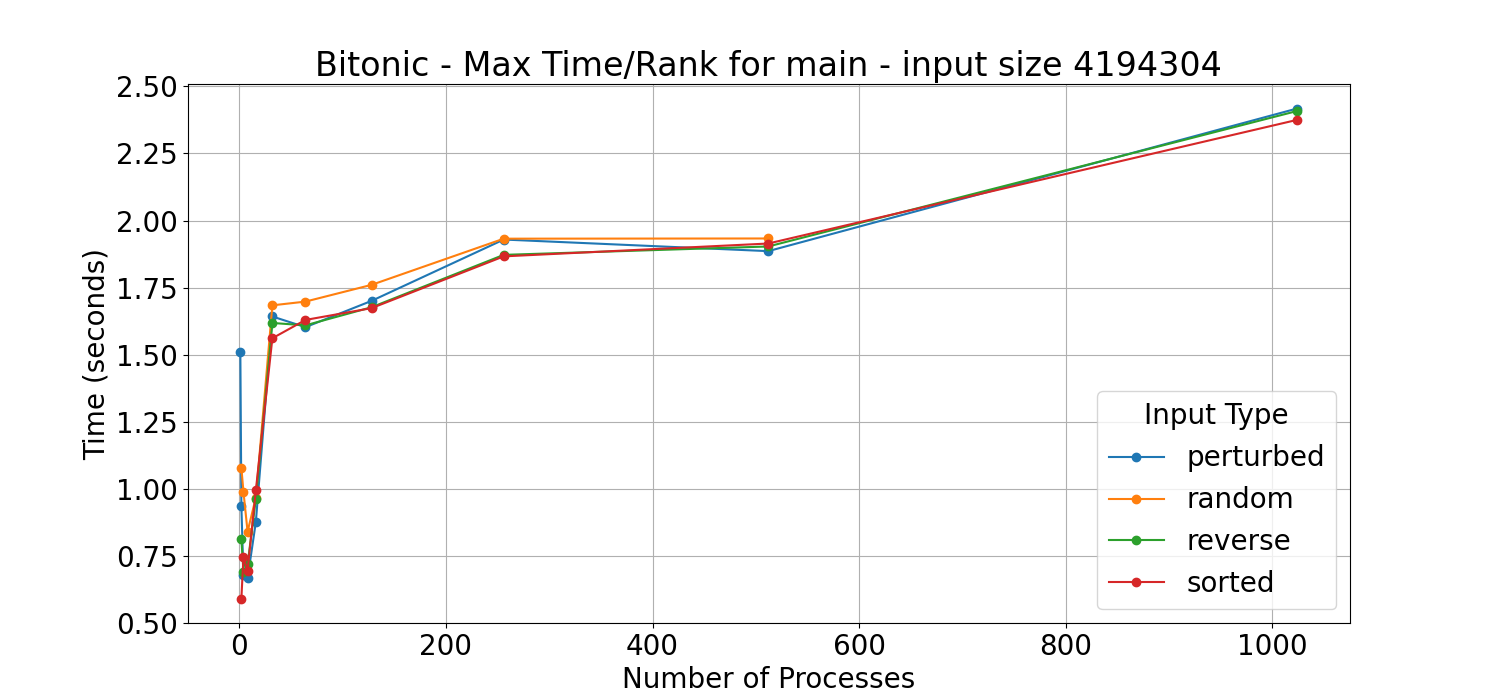 Bitonic - Max Time/Rank for main - input size 4194304
2.50
2.25
2.00
1.75
1.50
1.25
1.00
0.75
0.50
Time (seconds)
0 200 400 600 800 1000
Number of Processes
Input Type
perturbed
random
reverse
sorted